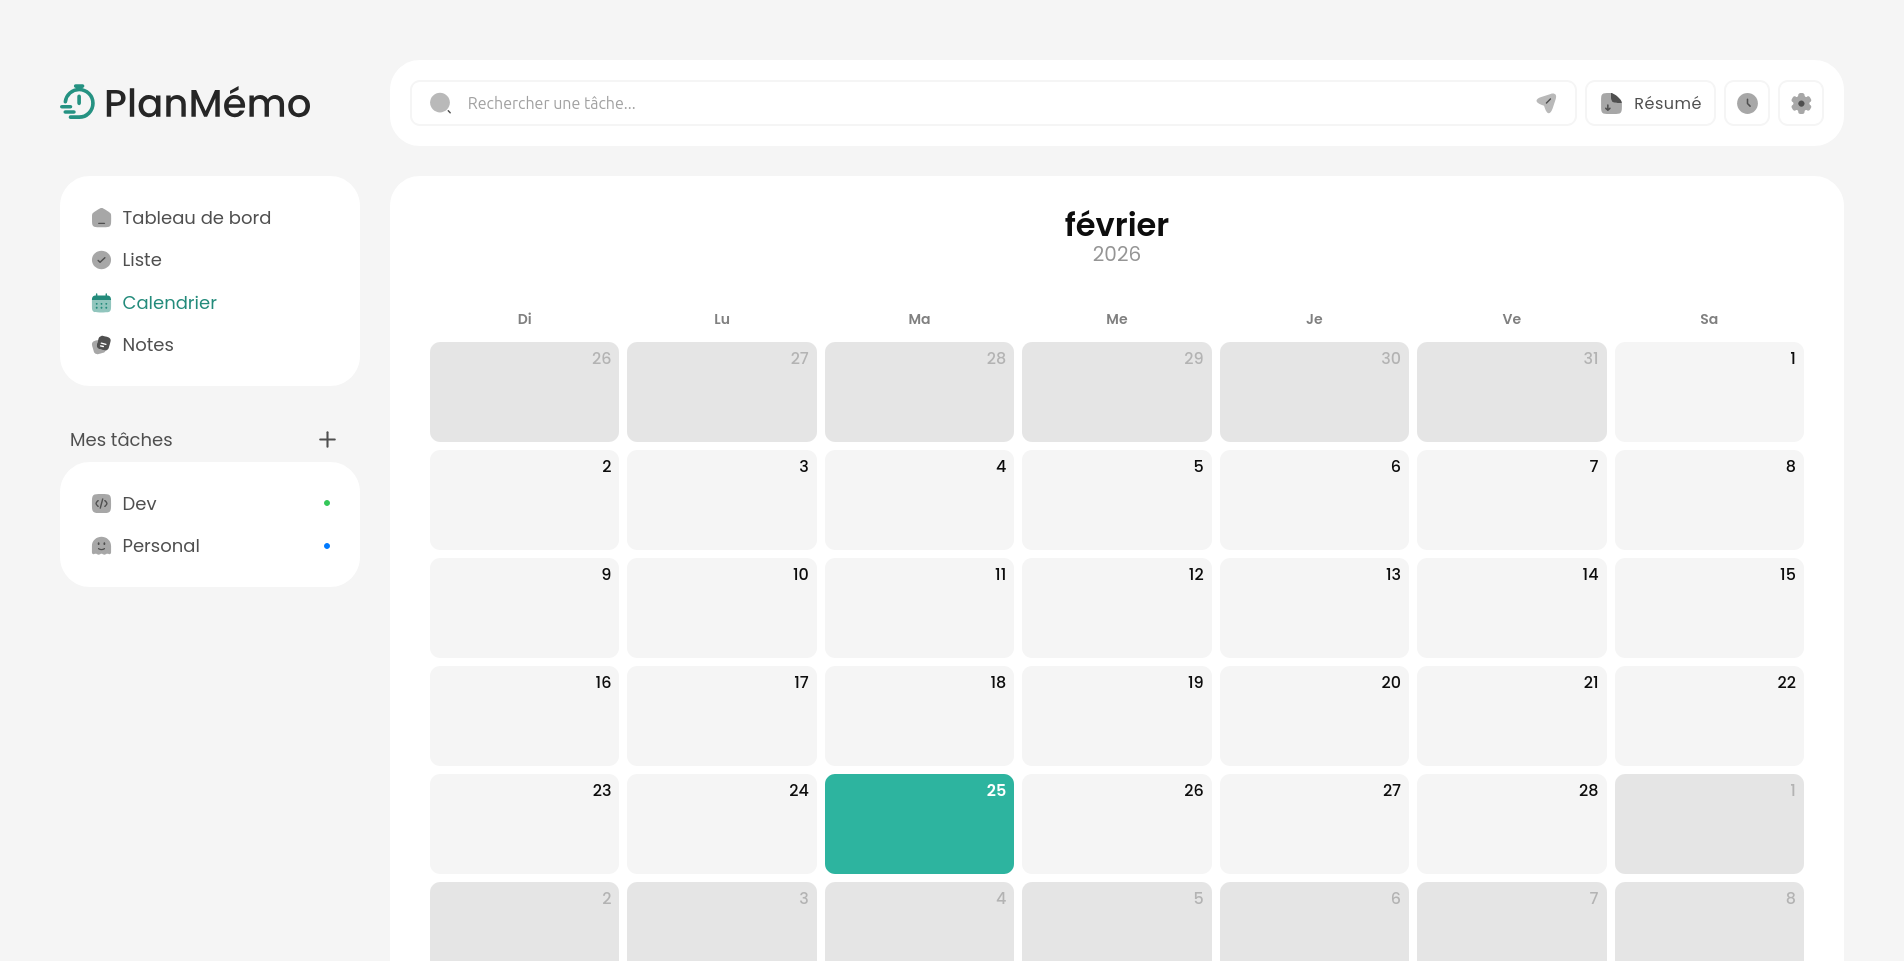 PlanMémo
Rechercher une tâche...
Résumé
Tableau de bord
Liste
Calendrier
Notes
Mes tâches
Dev
Personal
février
2026
Di Lu Ma Me Je Ve Sa
26 27 28 29 30 31 1
2 3 4 5 6 7 8
9 10 11 12 13 14 15
16 17 18 19 20 21 22
23 24 25 26 27 28 1
2 3 4 5 6 7 8